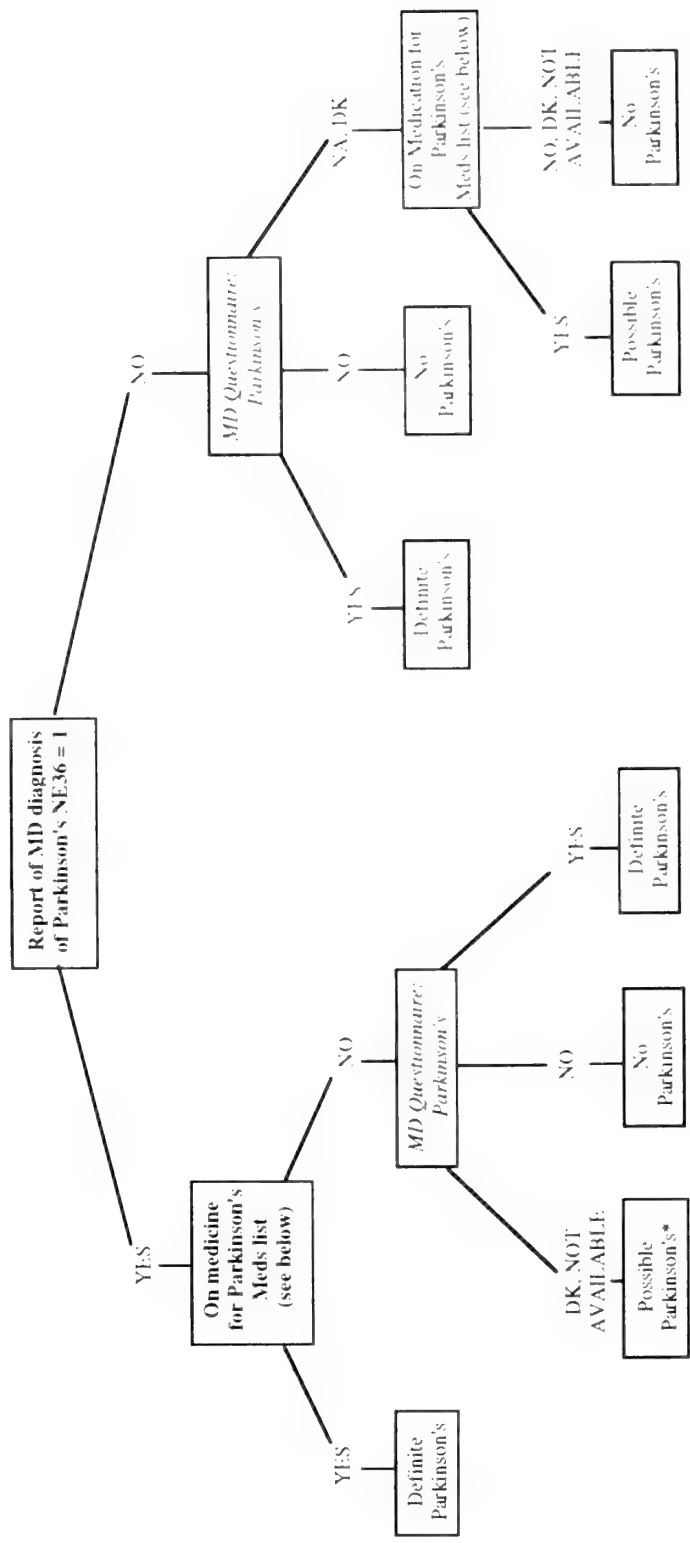 Report of MD diagnosis
of Parkinson's NE36 = 1
YES
NO
On medicine
for Parkinson's
Meds list
(see below)
MD Questionnaire:
Parkinson's
YES
NO
YES
NO
NA, DK
Definite
Parkinson's
MD Questionnaire:
Parkinson's
Definite
Parkinson's
No
Parkinson's
On Medication for
Parkinson's
Meds list (see below)
DK, NOT
AVAILABLE
NO
YES
YES
NO, DK, NOT
AVAILABLE
Possible
Parkinson's*
No
Parkinson's
Definite
Parkinson's
Possible
Parkinson's
No
Parkinson's